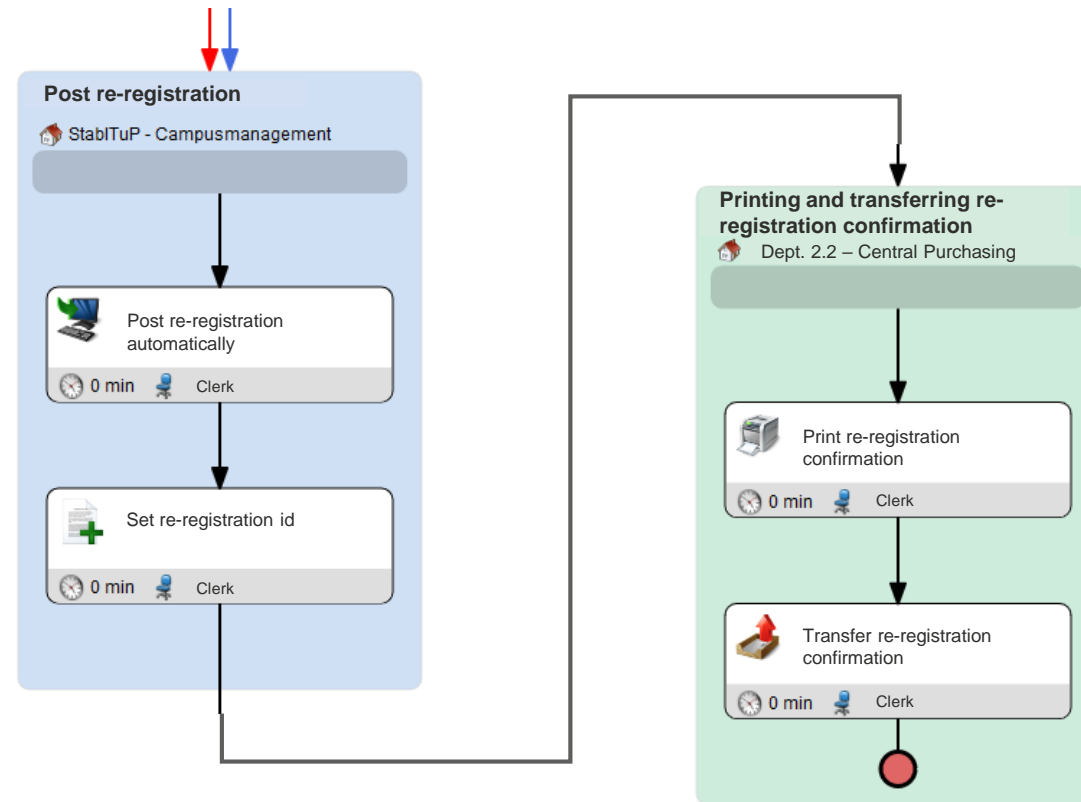 Post re-registration
StabITuP - Campusmanagement
Post re-registration
automatically
0 min
Clerk
Set re-registration id
0 min
Clerk
Printing and transferring re-
registration confirmation
Dept. 2.2 – Central Purchasing
Print re-registration
confirmation
0 min
Clerk
Transfer re-registration
confirmation
0 min
Clerk